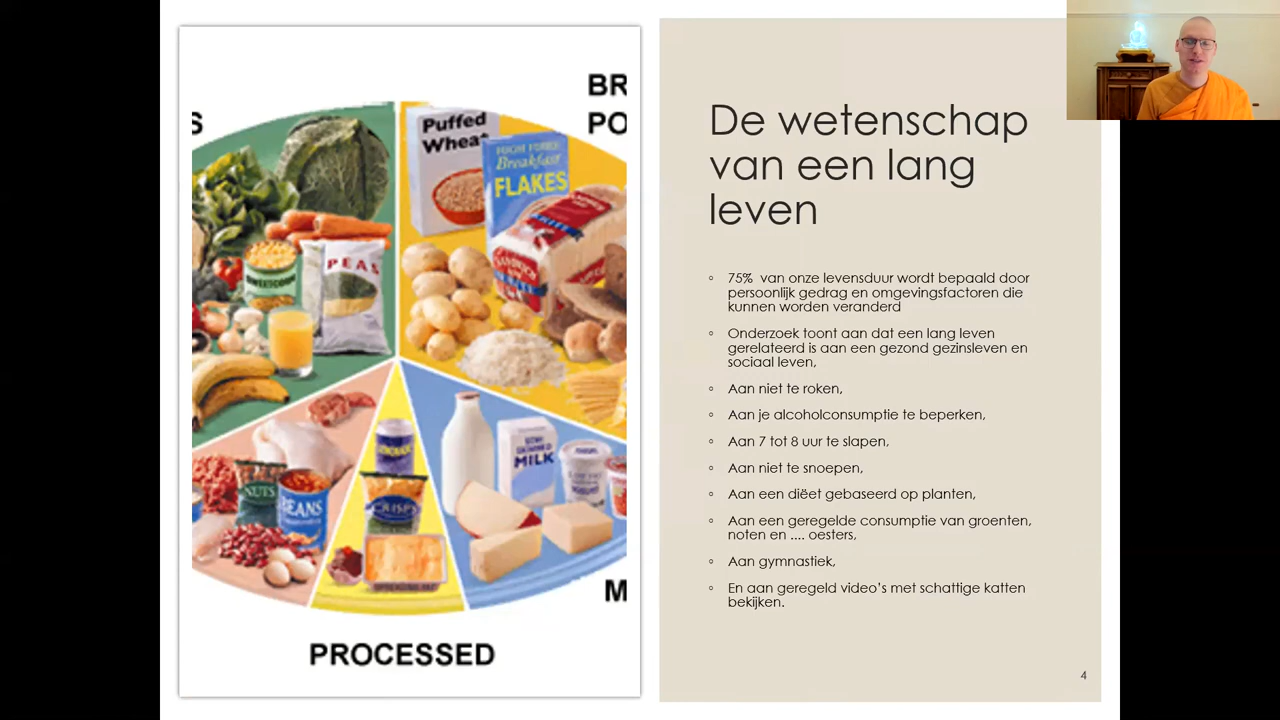 BR
PO
S
Puffed
Wheat
HIGH FIBRE
Breakfast
FLAKES
PEAS
SWEETCORN
NUTS
BEANS
CRISPS
MILK
M
PROCESSED
De wetenschap
van een lang
leven
75% van onze levensduur wordt bepaald door
persoonlijk gedrag en omgevingsfactoren die
kunnen worden veranderd
Onderzoek toont aan dat een lang leven
gerelateerd is aan een gezond gezinsleven en
sociaal leven,
Aan niet te roken,
Aan je alcoholconsumptie te beperken,
Aan 7 tot 8 uur te slapen,
Aan niet te snoepen,
Aan een diëet gebaseerd op planten,
Aan een geregelde consumptie van groenten,
noten en .... oesters,
Aan gymnastiek,
En aan geregeld video’s met schattige katten
bekijken.
4